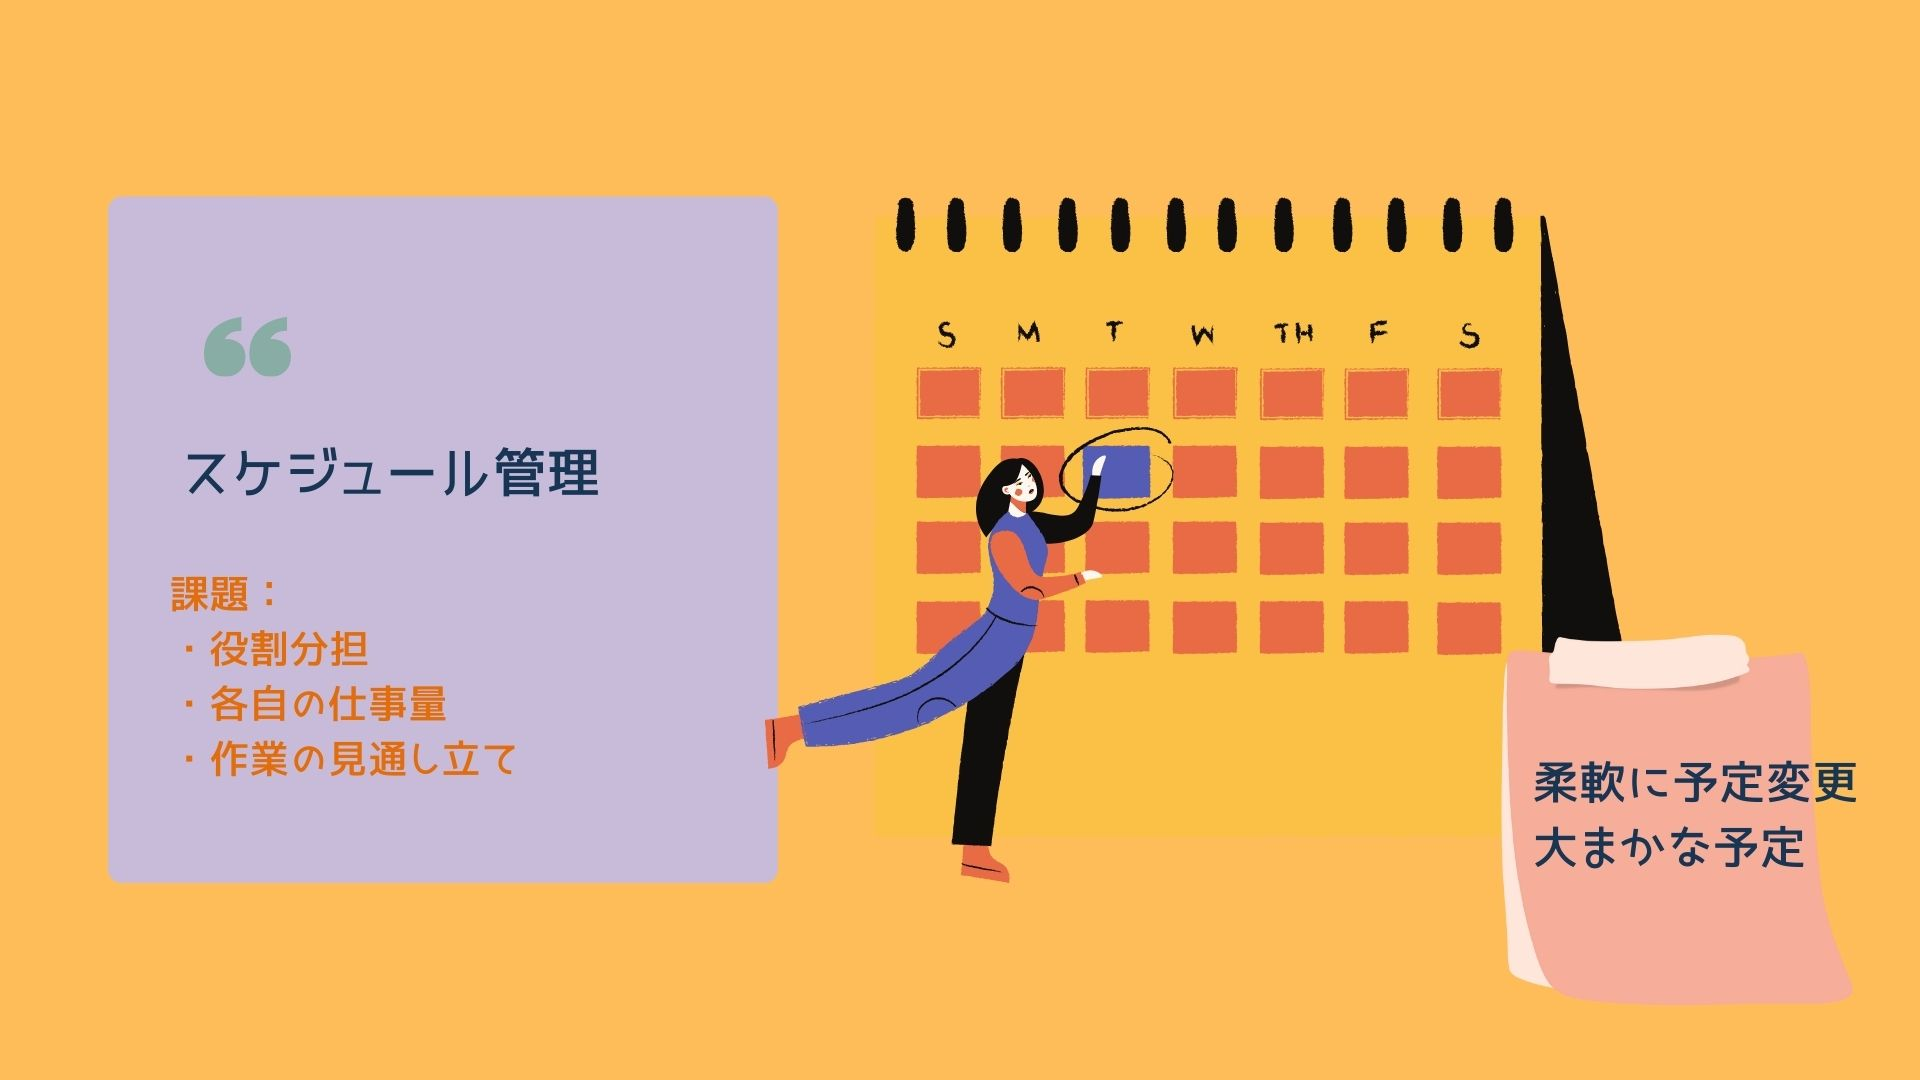 スケジュール管理
課題：
・役割分担
・各自の仕事量
・作業の見通し立て
S M T W TH F S
柔軟に予定変更
大まかな予定